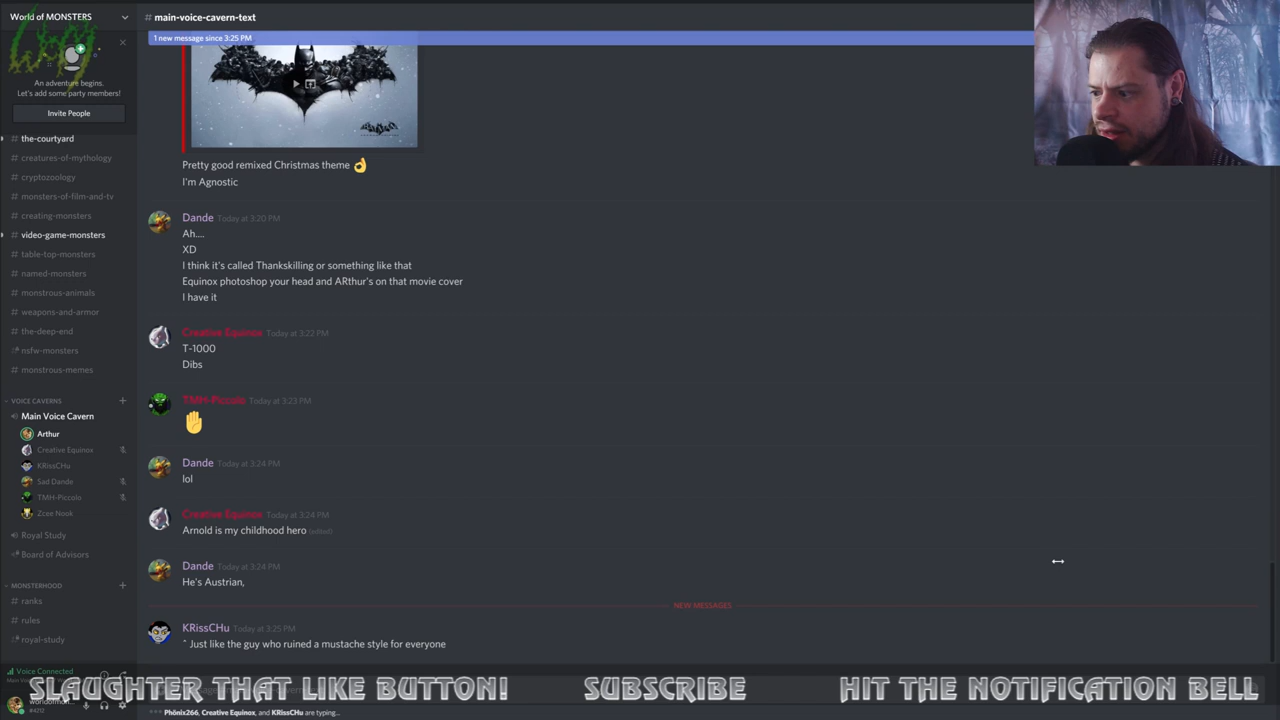 World of MONSTERS
# main-voice-cavern-text
1 new message since 3:25 PM
An adventure begins.
Let's add some party members!
Invite People
# the-courtyard
# creatures-of-mythology
# cryptozoology
# monsters-of-film-and-tv
# creating-monsters
# video-game-monsters
# table-top-monsters
# named-monsters
# monstrous-animals
# weapons-and-armor
# the-deep-end
# nsfw-monsters
# monstrous-memes
VOICE CAVERNS
Main Voice Cavern
Arthur
Creative Equinox
KRissCHu
Sad Dande
TMH-Piccolo
Zcee Nook
Royal Study
Board of Advisors
MONSTERHOOD
# ranks
# rules
# royal-study
Voice Connected
#4212
Pretty good remixed Christmas theme 👌
I'm Agnostic
Dande Today at 3:20 PM
Ah....
XD
I think it's called Thankskilling or something like that
Equinox photoshop your head and ARthur's on that movie cover
I have it
Creative Equinox Today at 3:22 PM
T-1000
Dibs
TMH-Piccolo Today at 3:23 PM
✋
Dande Today at 3:24 PM
lol
Creative Equinox Today at 3:24 PM
Arnold is my childhood hero (edited)
Dande Today at 3:24 PM
He's Austrian,
NEW MESSAGES
KRissCHu Today at 3:25 PM
^ Just like the guy who ruined a mustache style for everyone
SLAUGHTER THAT LIKE BUTTON! SUBSCRIBE HIT THE NOTIFICATION BELL
Phönix266, Creative Equinox, and KRissCHu are typing...